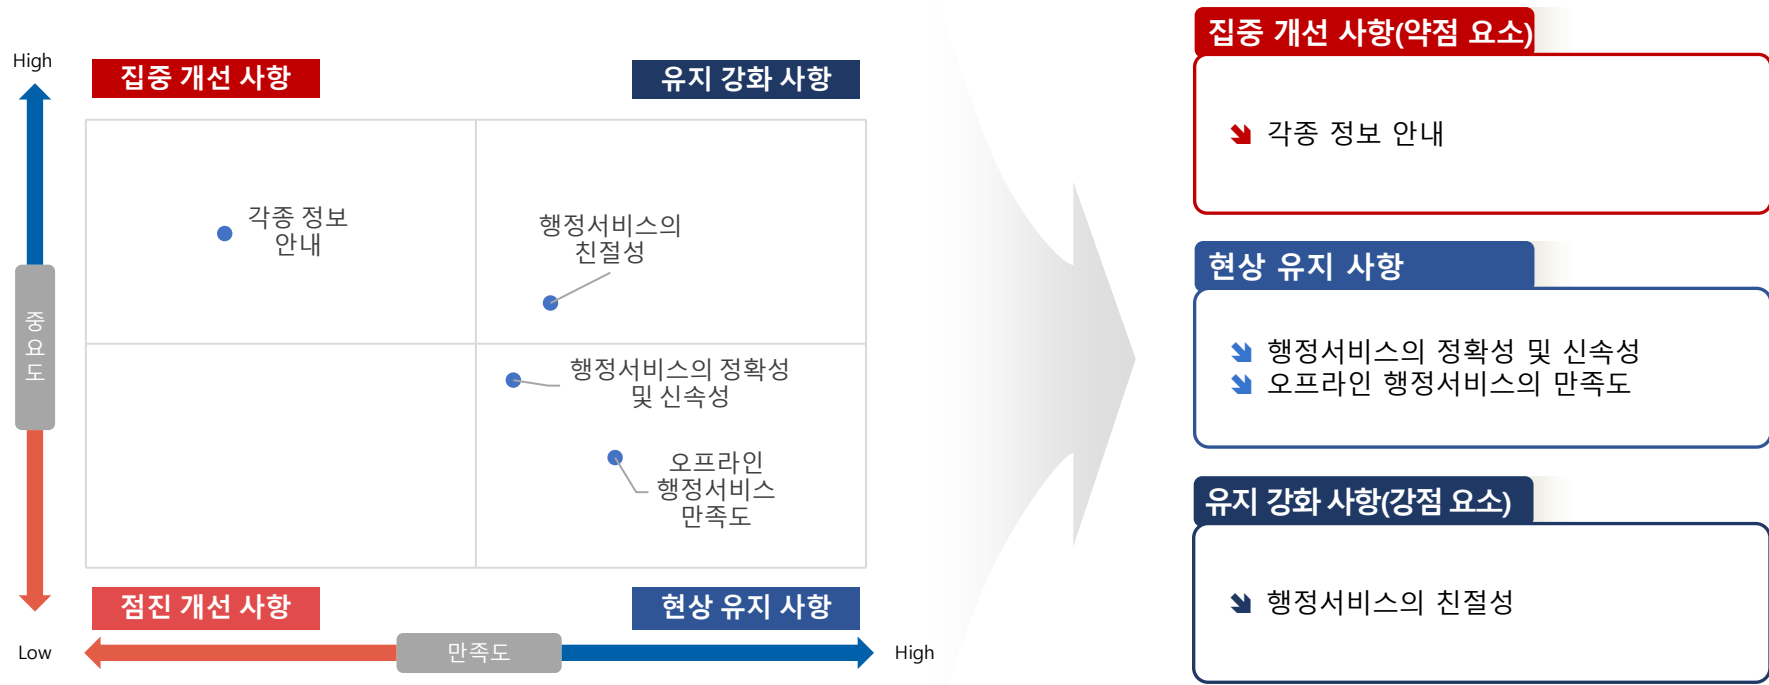 High
집중 개선 사항
유지 강화 사항
각종 정보
안내
행정서비스의
친절성
중
요
도
행정서비스의 정확성
및 신속성
오프라인
행정서비스
만족도
점진 개선 사항
현상 유지 사항
Low
만족도
High
집중 개선 사항(약점 요소)
각종 정보 안내
현상 유지 사항
행정서비스의 정확성 및 신속성
오프라인 행정서비스의 만족도
유지 강화 사항(강점 요소)
행정서비스의 친절성